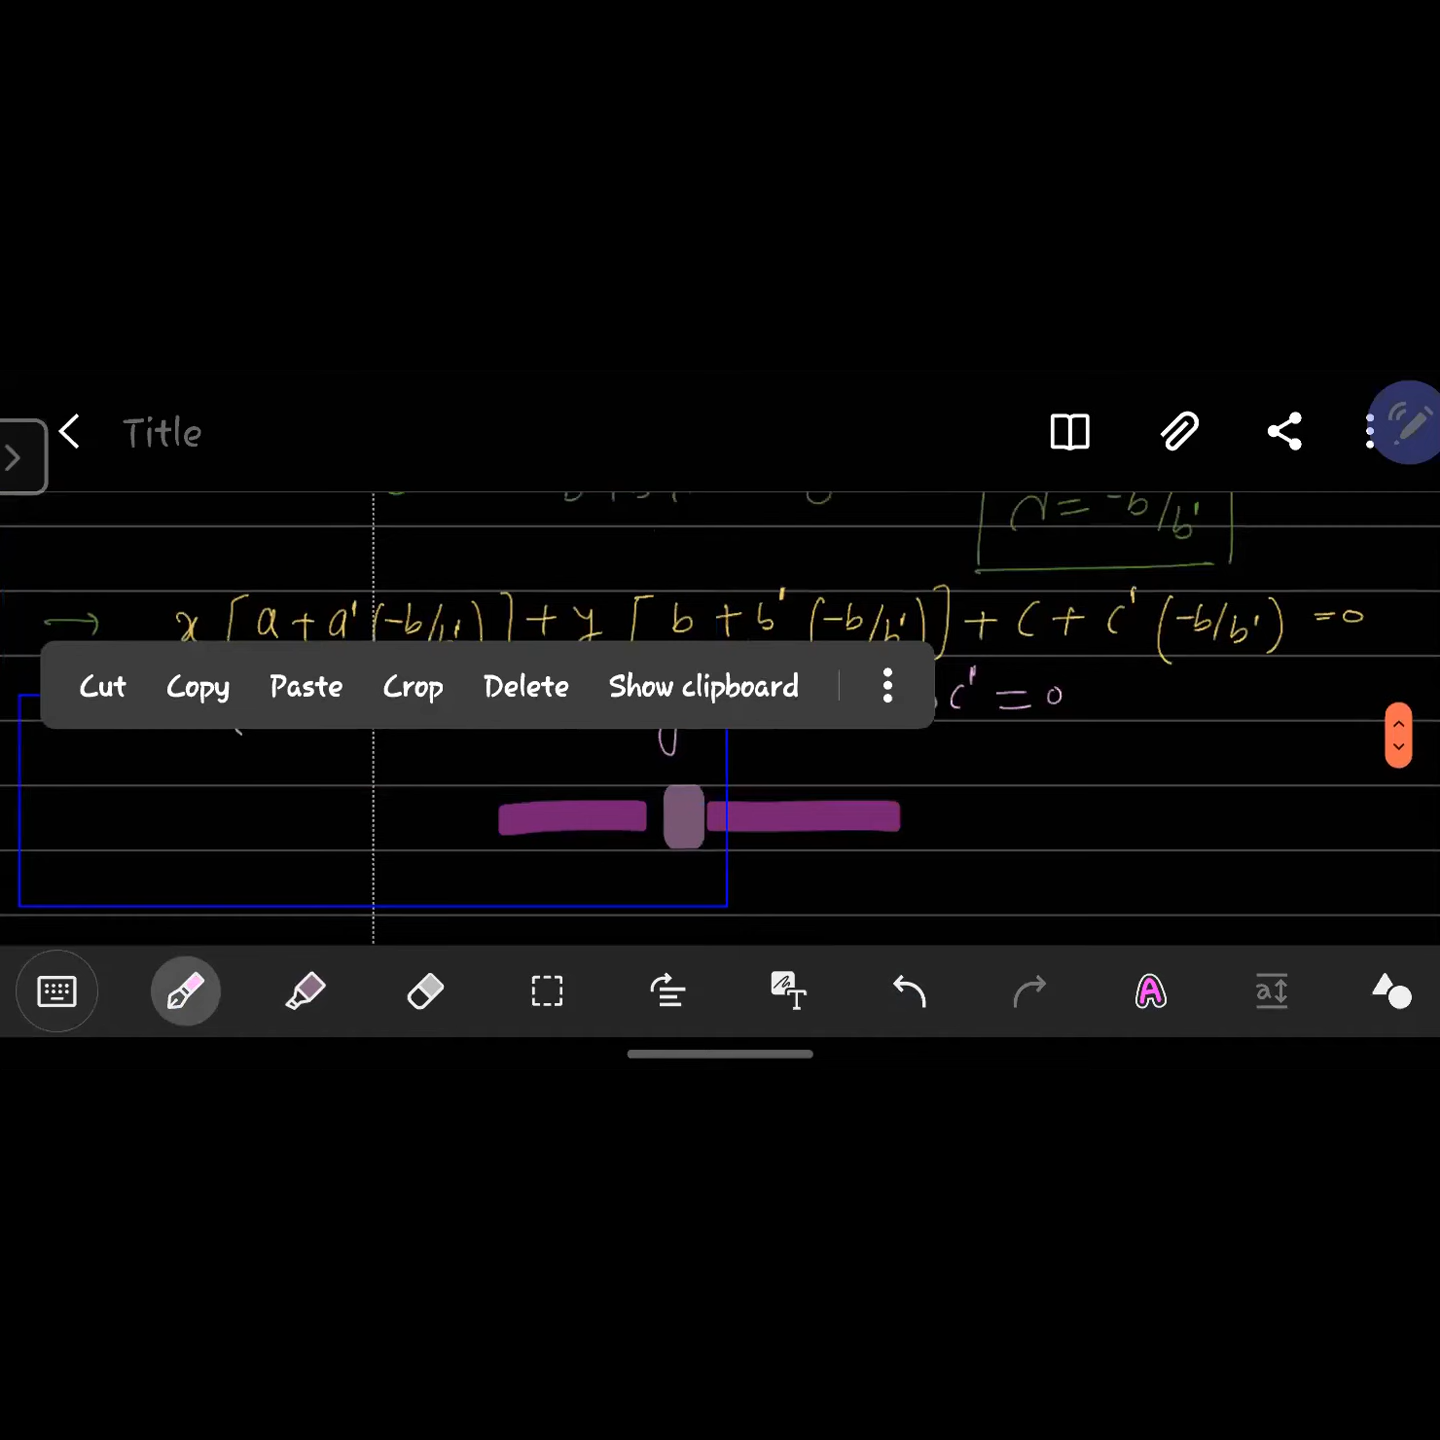 Title
= -b/b'
→ x [a + a' (-b/b')] + y [b + b' (-b/b')] + c + c' (-b/b') = 0
Cut Copy Paste Crop Delete Show clipboard
c' = 0